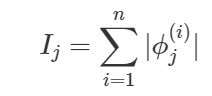 I_j = \sum_{i=1}^{n} |\phi_j^{(i)}|